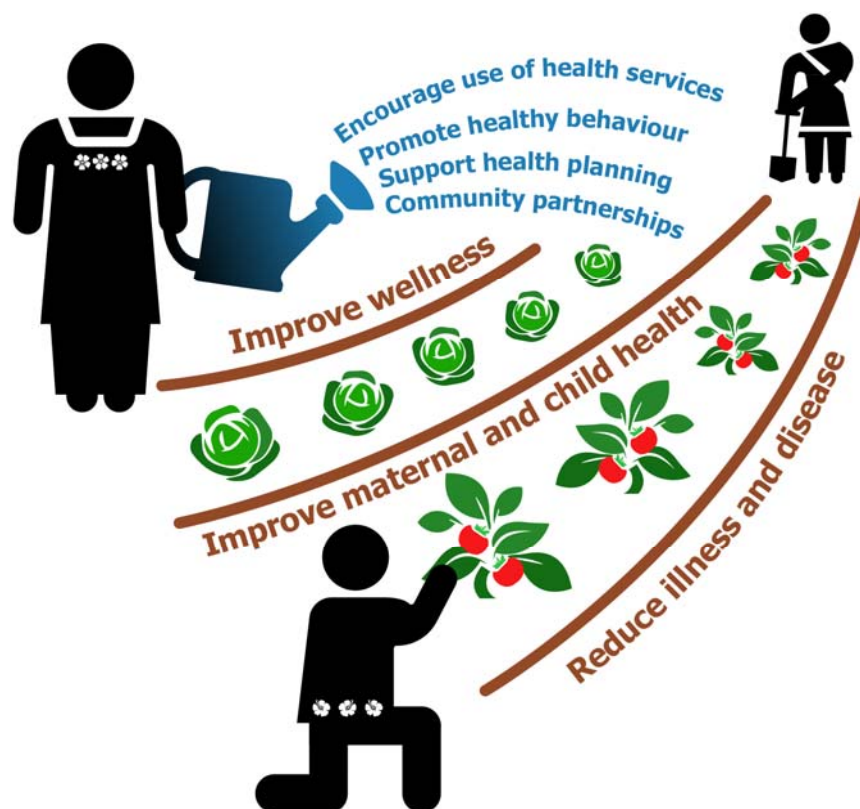 Encourage use of health services
Promote healthy behaviour
Support health planning
Community partnerships
Improve wellness
Improve maternal and child health
Reduce illness and disease